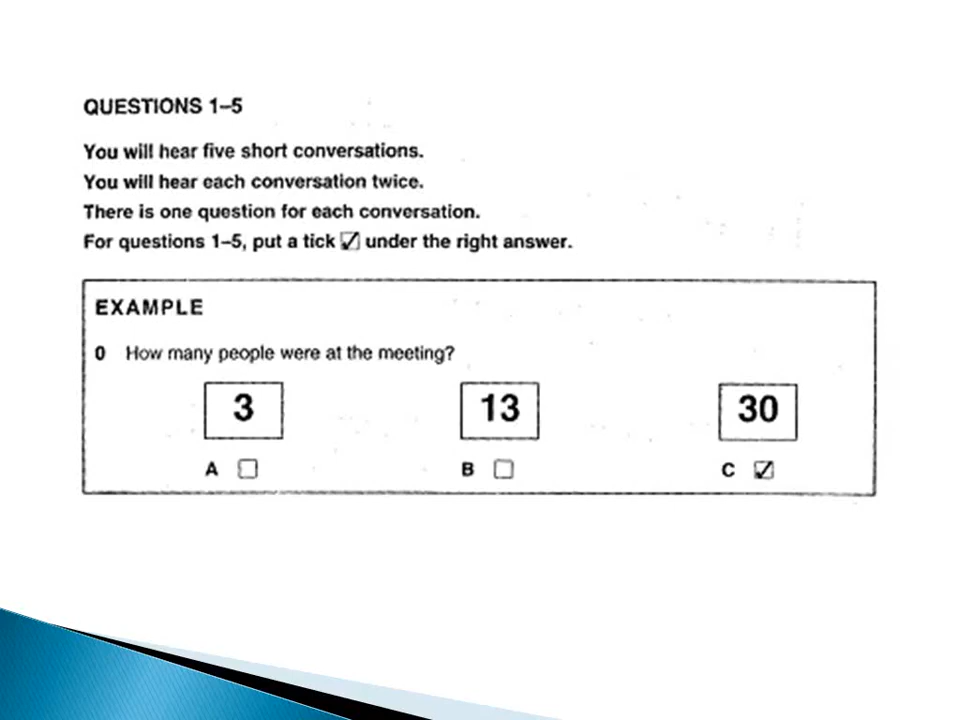 QUESTIONS 1–5
You will hear five short conversations.
You will hear each conversation twice.
There is one question for each conversation.
For questions 1–5, put a tick ☑ under the right answer.
EXAMPLE
0 How many people were at the meeting?
3 13 30
A ☐ B ☐ C ☑